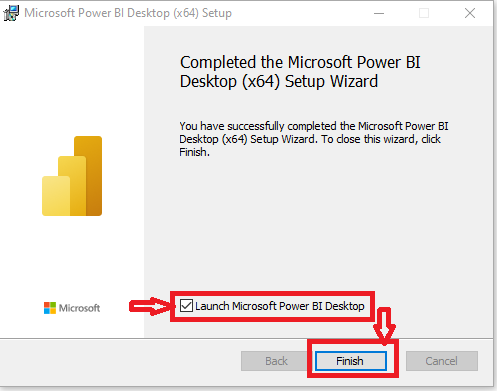 Microsoft Power BI Desktop (x64) Setup
Completed the Microsoft Power BI
Desktop (x64) Setup Wizard
You have successfully completed the Microsoft Power BI
Desktop (x64) Setup Wizard. To close this wizard, click
Finish.
Microsoft
Launch Microsoft Power BI Desktop
Back
Finish
Cancel